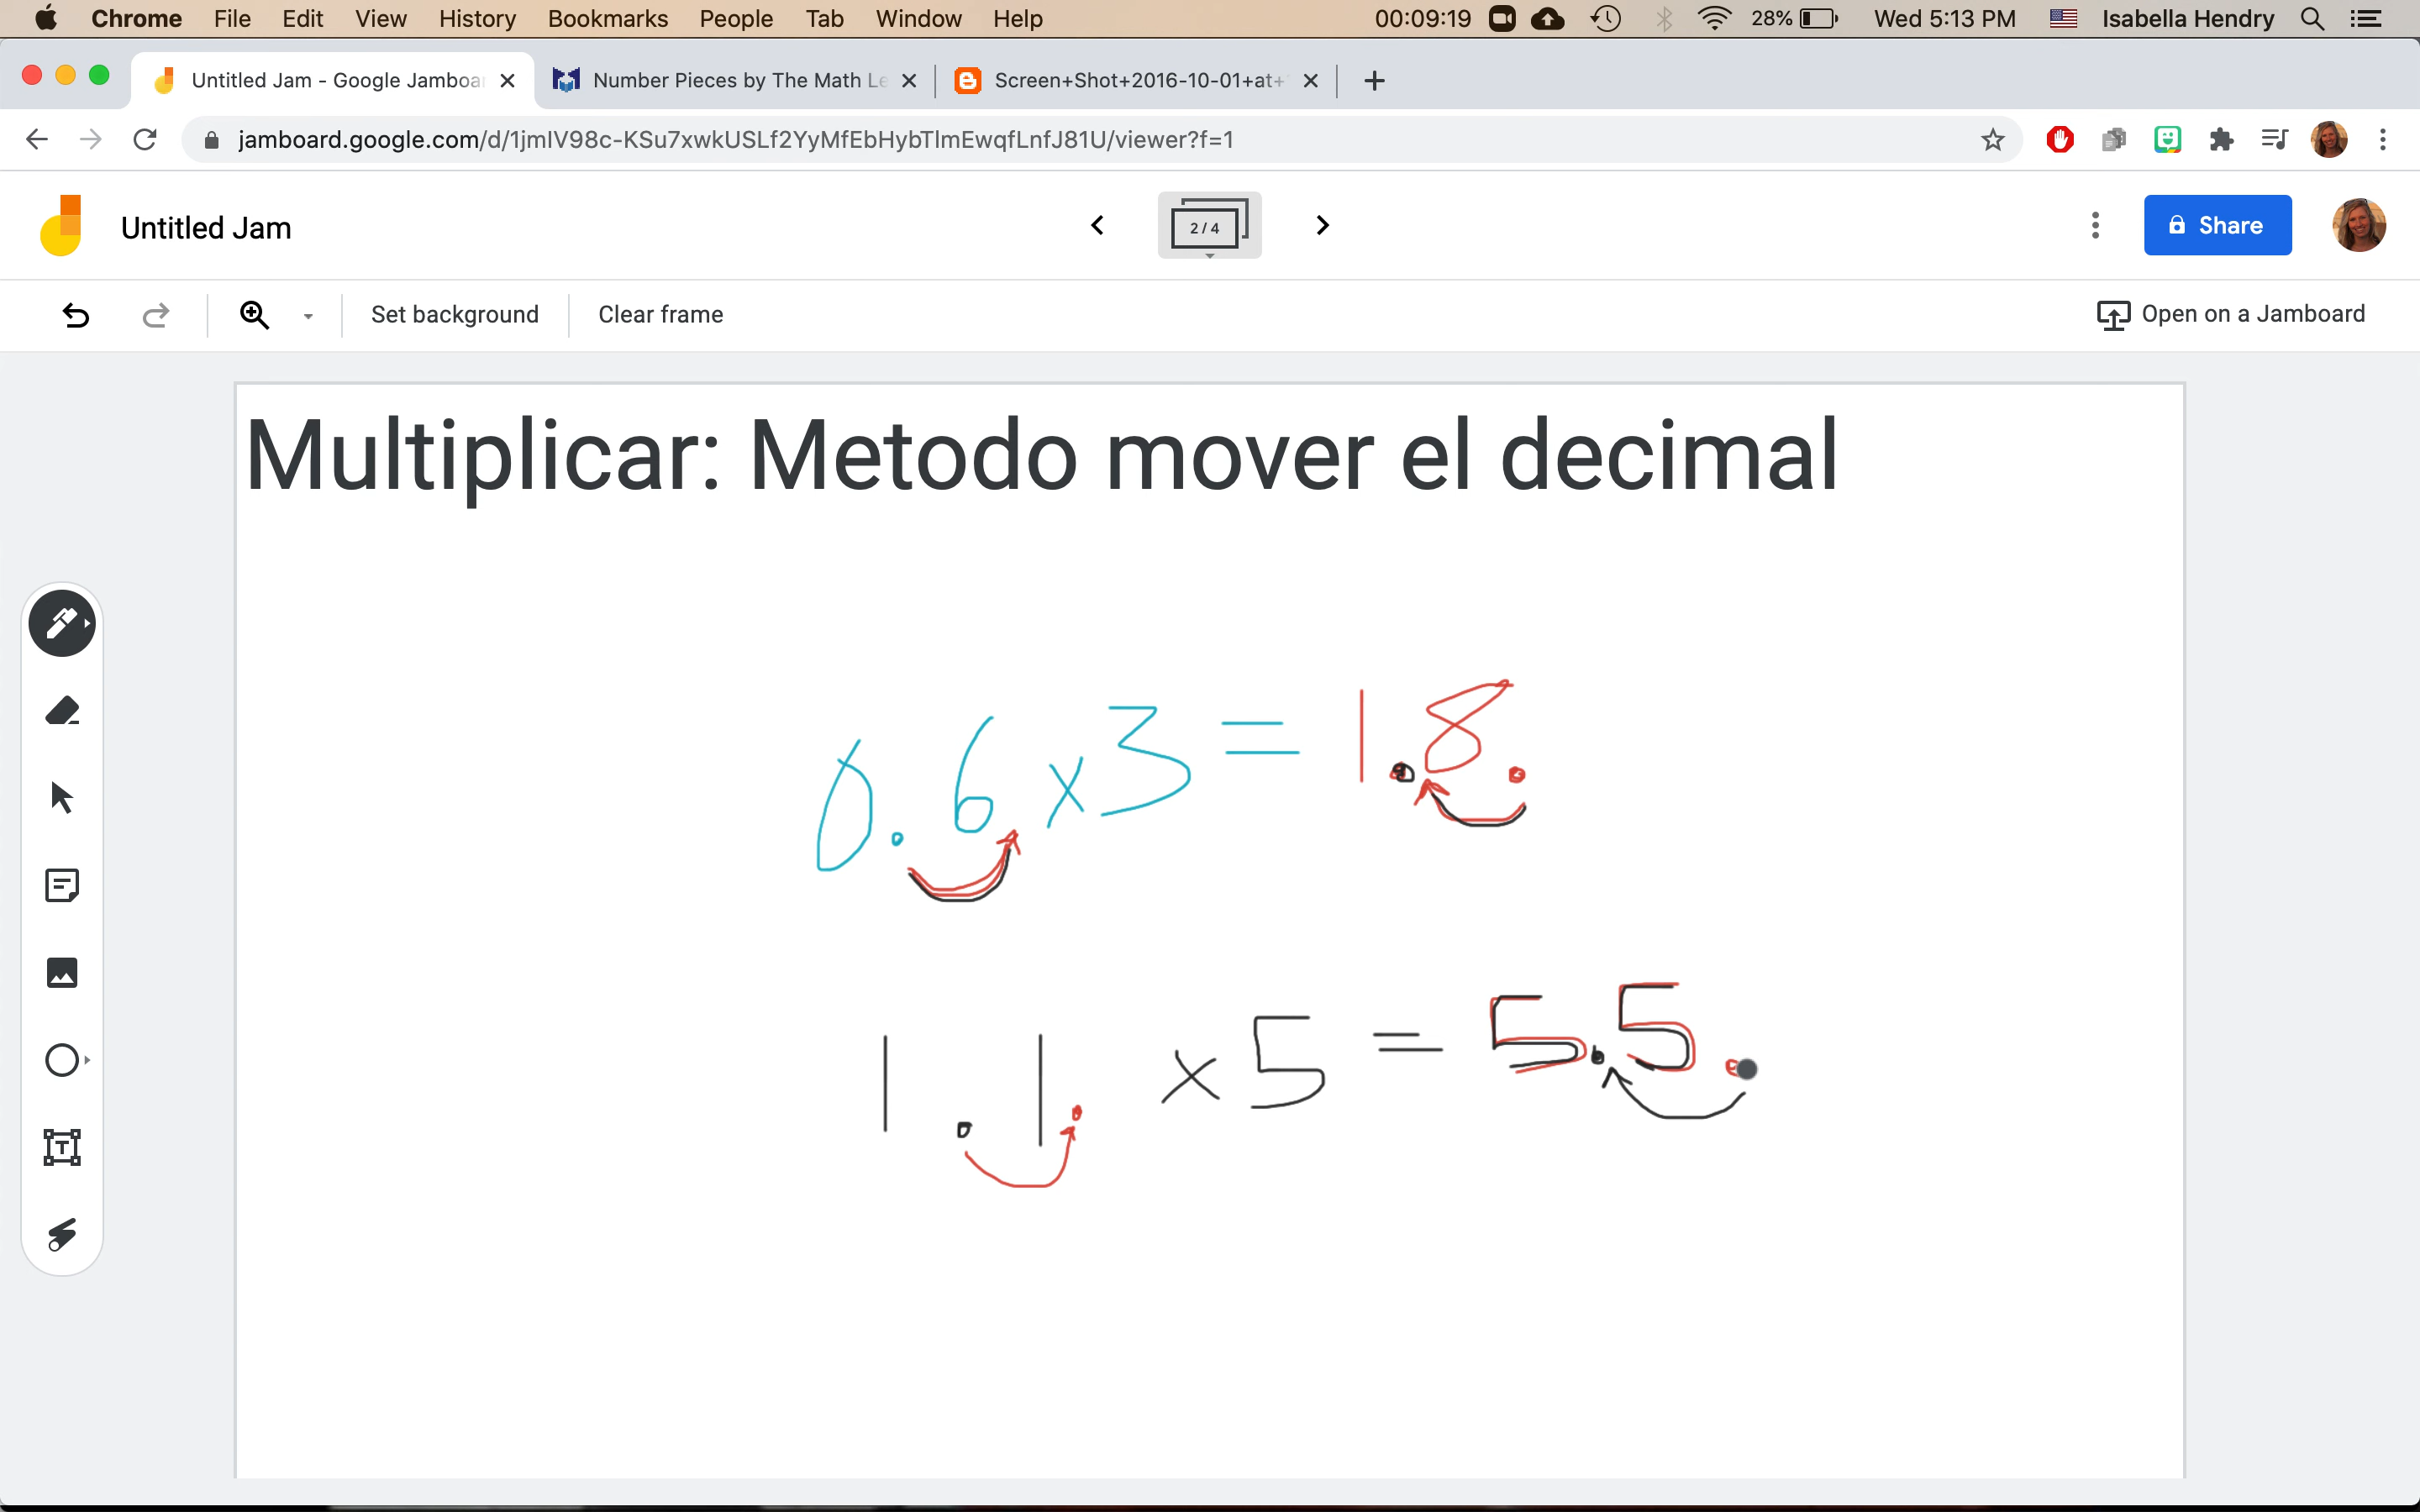 Chrome File Edit View History Bookmarks People Tab Window Help 00:09:19 28% Wed 5:13 PM Isabella Hendry
Untitled Jam - Google Jamboar Number Pieces by The Math Le Screen+Shot+2016-10-01+at+
jamboard.google.com/d/1jmIV98c-KSu7xwkUSLf2YyMfEbHybTlmEwqfLnfJ81U/viewer?f=1
Untitled Jam 2 / 4 Share
Set background Clear frame Open on a Jamboard
Multiplicar: Metodo mover el decimal
0.6 x 3 = 1.8.
1.1. x 5 = 5.5.